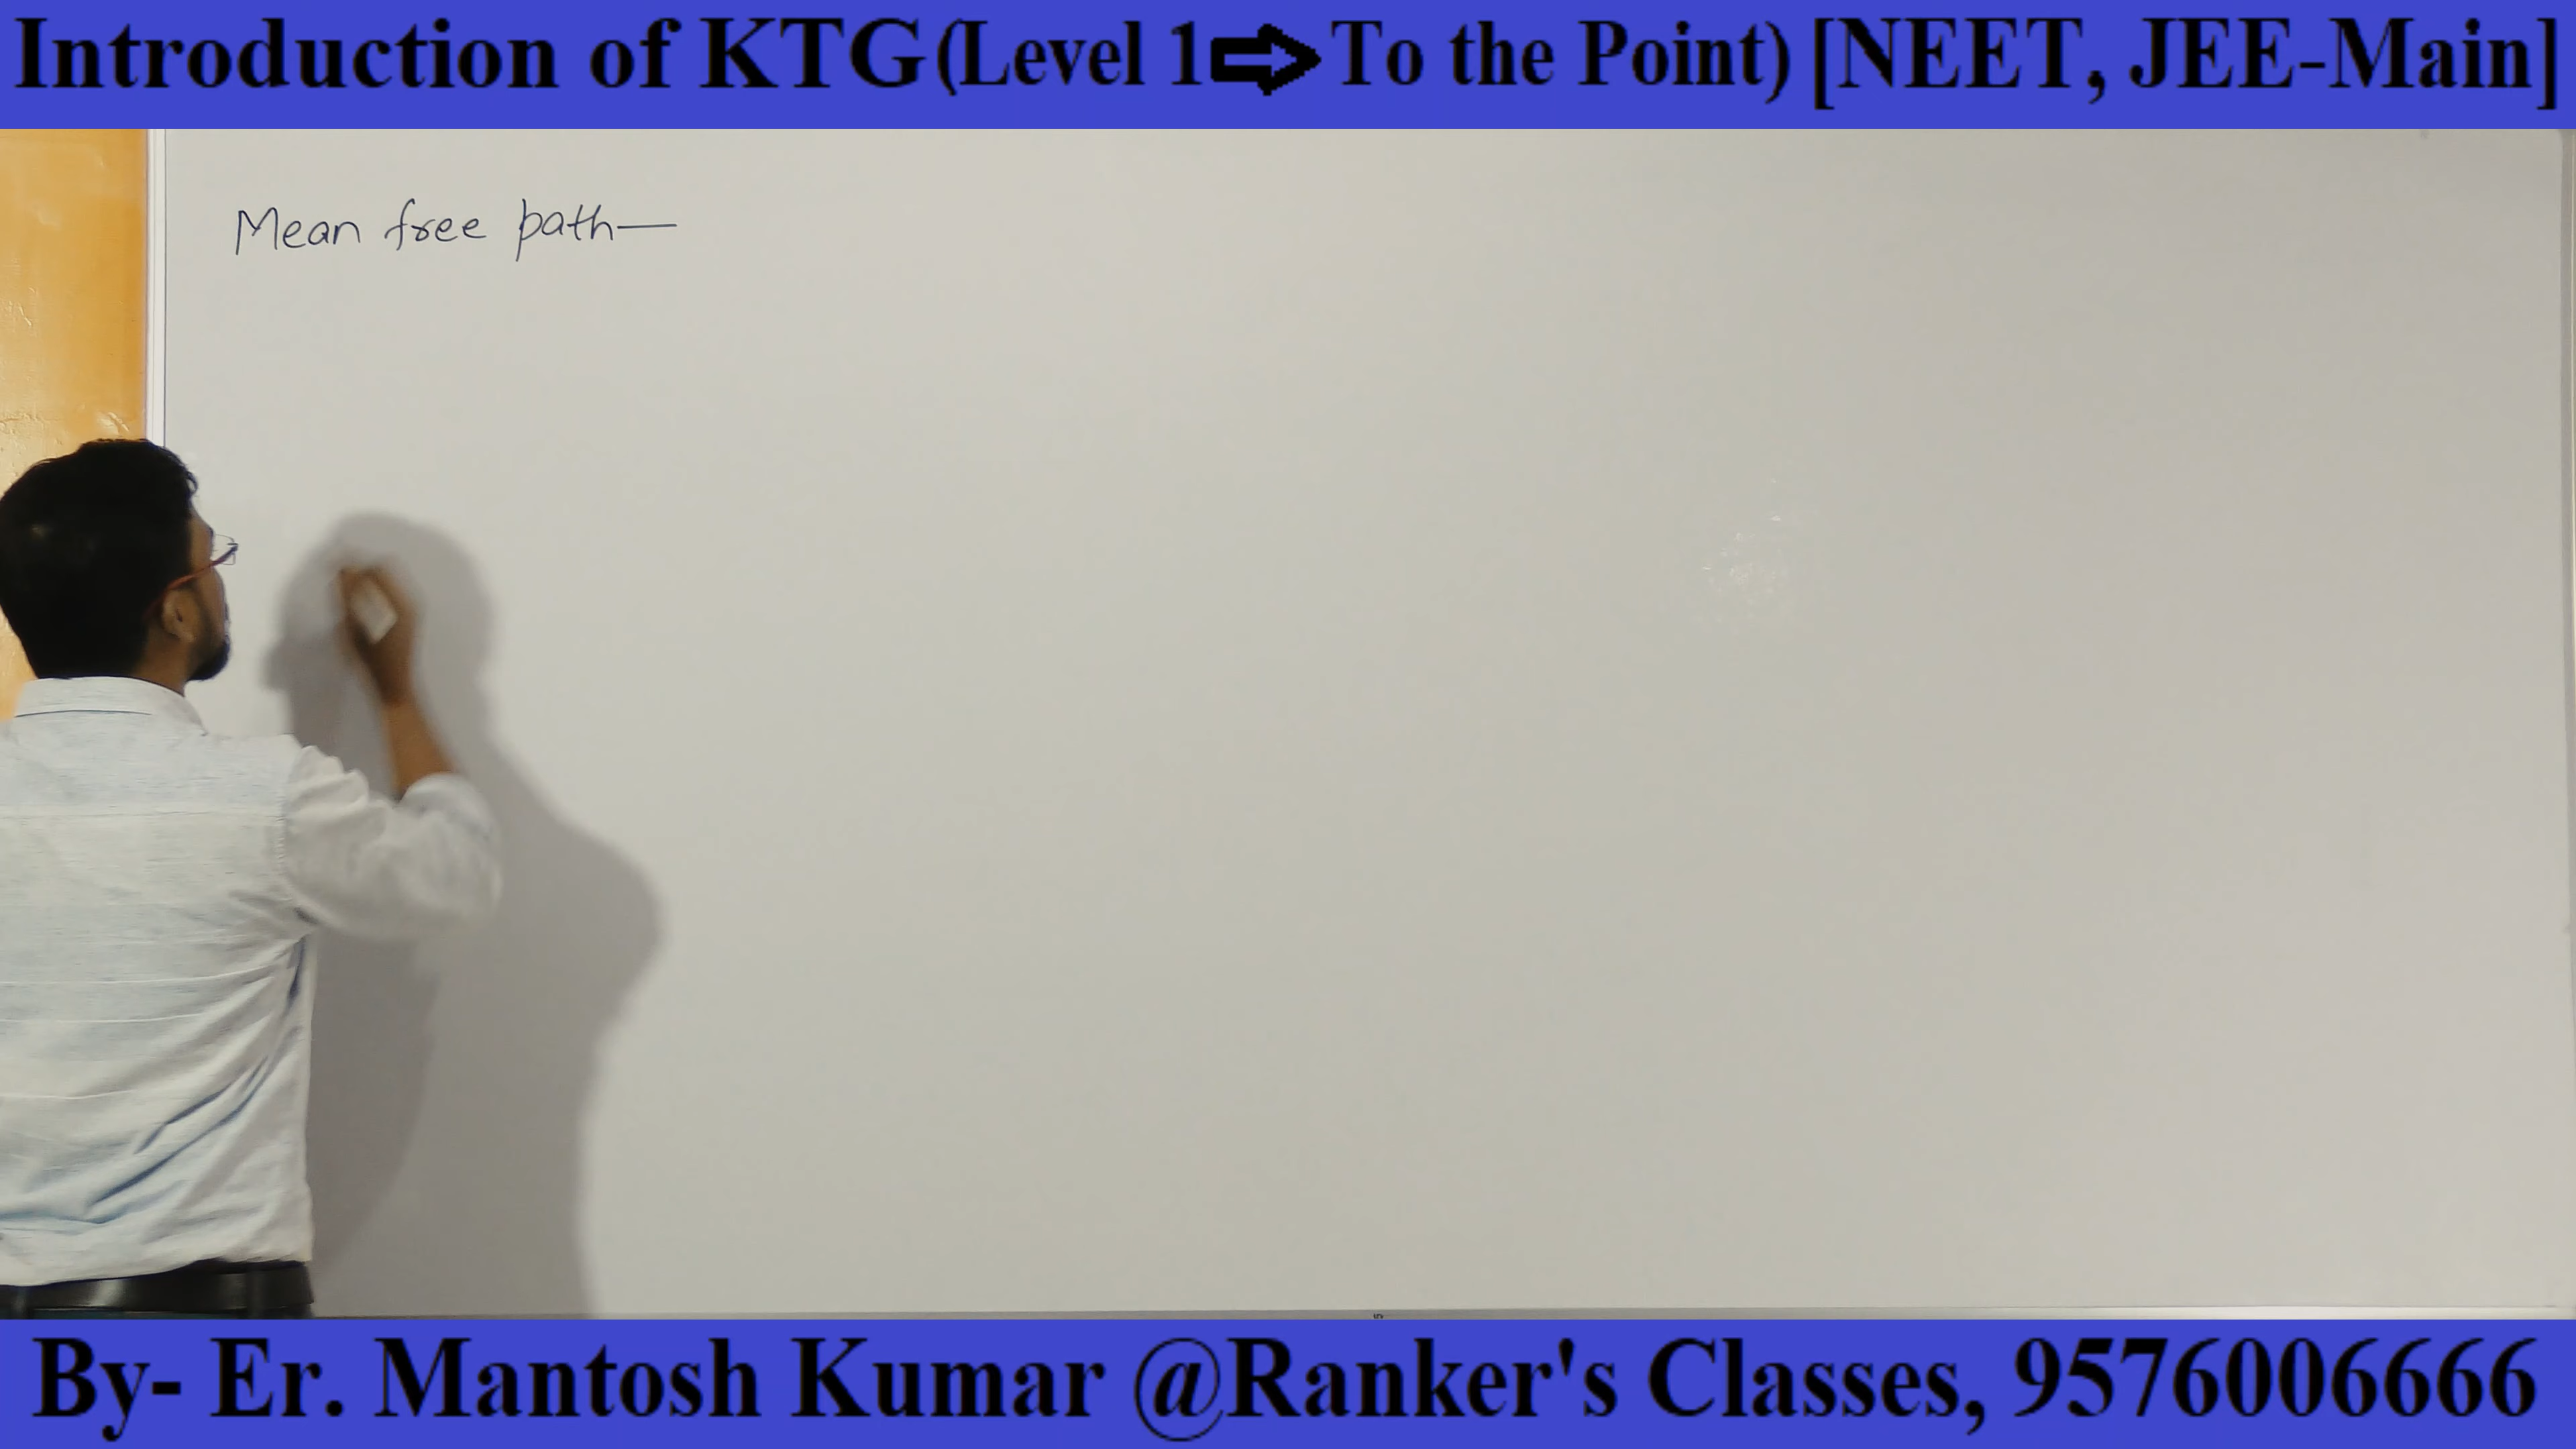 Introduction of KTG (Level 1⇨To the Point) [NEET, JEE-Main]
Mean free path—
By- Er. Mantosh Kumar @Ranker's Classes, 9576006666